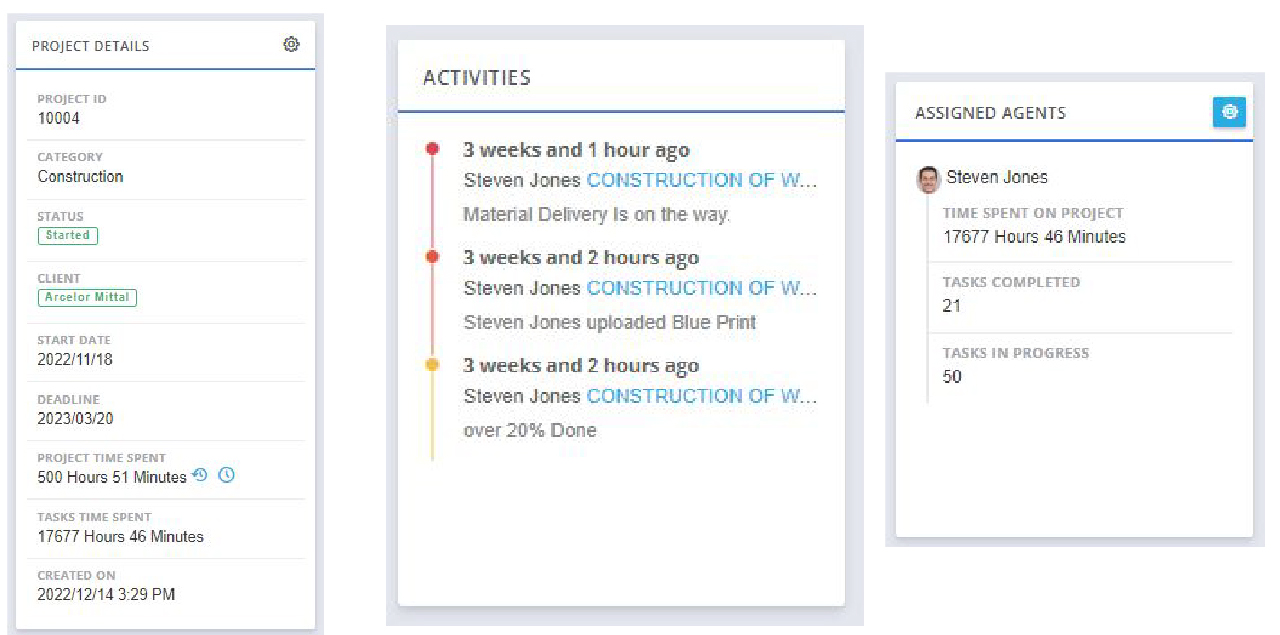 PROJECT DETAILS
PROJECT ID
10004
CATEGORY
Construction
STATUS
Started
CLIENT
Arcelor Mittal
START DATE
2022/11/18
DEADLINE
2023/03/20
PROJECT TIME SPENT
500 Hours 51 Minutes
TASKS TIME SPENT
17677 Hours 46 Minutes
CREATED ON
2022/12/14 3:29 PM
ACTIVITIES
3 weeks and 1 hour ago
Steven Jones CONSTRUCTION OF W...
Material Delivery Is on the way.
3 weeks and 2 hours ago
Steven Jones CONSTRUCTION OF W...
Steven Jones uploaded Blue Print
3 weeks and 2 hours ago
Steven Jones CONSTRUCTION OF W...
over 20% Done
ASSIGNED AGENTS
Steven Jones
TIME SPENT ON PROJECT
17677 Hours 46 Minutes
TASKS COMPLETED
21
TASKS IN PROGRESS
50